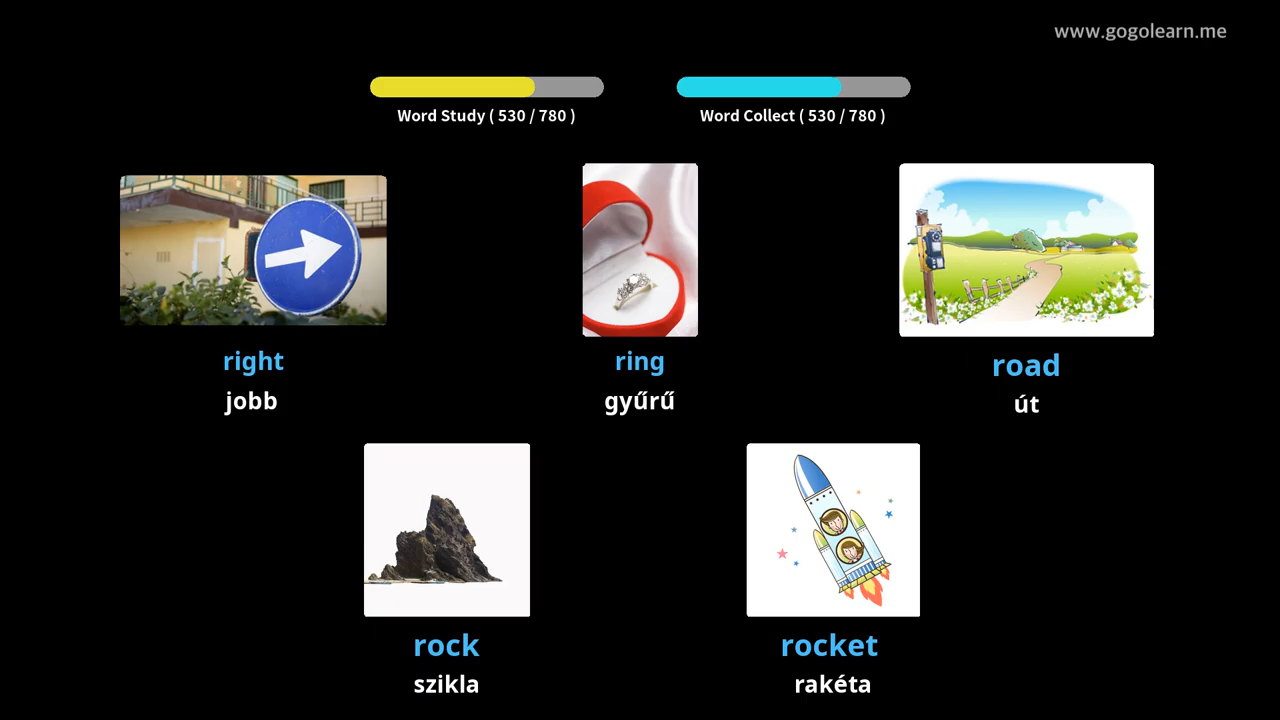 www.gogolearn.me
Word Study ( 530 / 780 )
Word Collect ( 530 / 780 )
right
jobb
ring
gyűrű
road
út
rock
szikla
rocket
rakéta